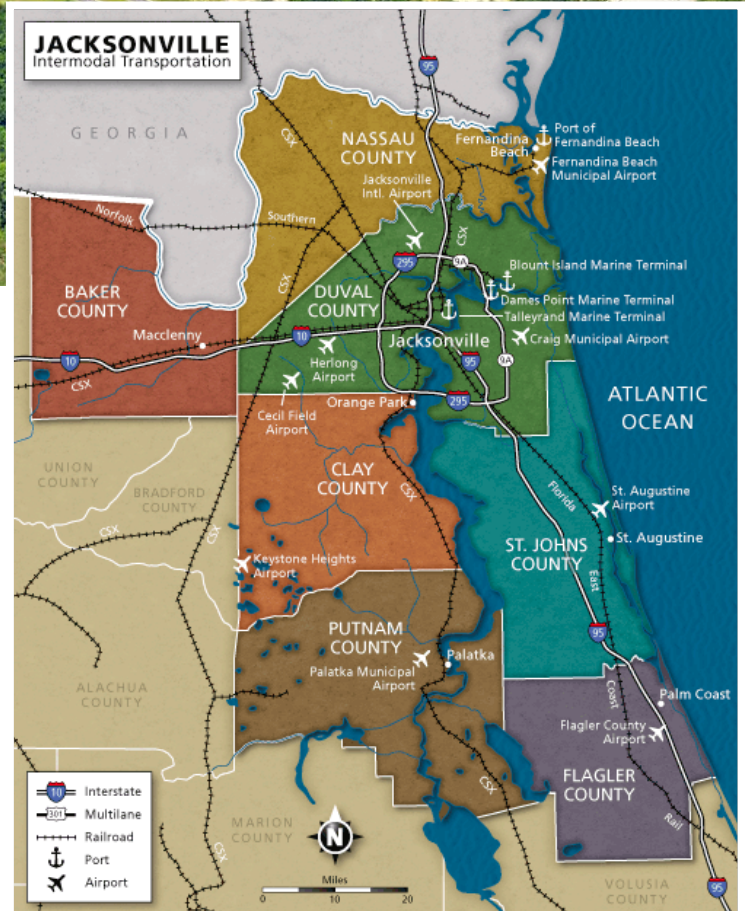 JACKSONVILLE
Intermodal Transportation
95
GEORGIA
CSX
NASSAU
COUNTY
Fernandina
Beach
Port of
Fernandina Beach
Fernandina Beach
Municipal Airport
Jacksonville
Intl. Airport
Norfolk
Southern
CSX
CSX
295
9A
Blount Island Marine Terminal
BAKER
COUNTY
DUVAL
COUNTY
Dames Point Marine Terminal
Talleyrand Marine Terminal
Macclenny
10
Jacksonville
Craig Municipal Airport
10
CSX
Herlong
Airport
95
9A
Cecil Field
Airport
Orange Park
295
ATLANTIC
OCEAN
UNION
COUNTY
BRADFORD
COUNTY
CLAY
COUNTY
CSX
CSX
CSX
Florida
East
Coast
Rail
St. Augustine
Airport
St. Augustine
ST. JOHNS
COUNTY
Keystone Heights
Airport
PUTNAM
COUNTY
95
Palatka Municipal
Airport
Palatka
ALACHUA
COUNTY
Palm Coast
Flagler County
Airport
FLAGLER
COUNTY
CSX
CSX
MARION
COUNTY
VOLUSIA
COUNTY
95
10
Interstate
301
Multilane
Railroad
Port
Airport
N
Miles
0 10 20